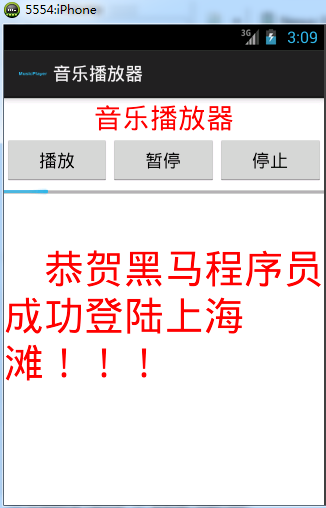 5554:iPhone
3G 3:09
MusicPlayer 音乐播放器
音乐播放器
播放 暂停 停止
恭贺黑马程序员
成功登陆上海
滩！！！